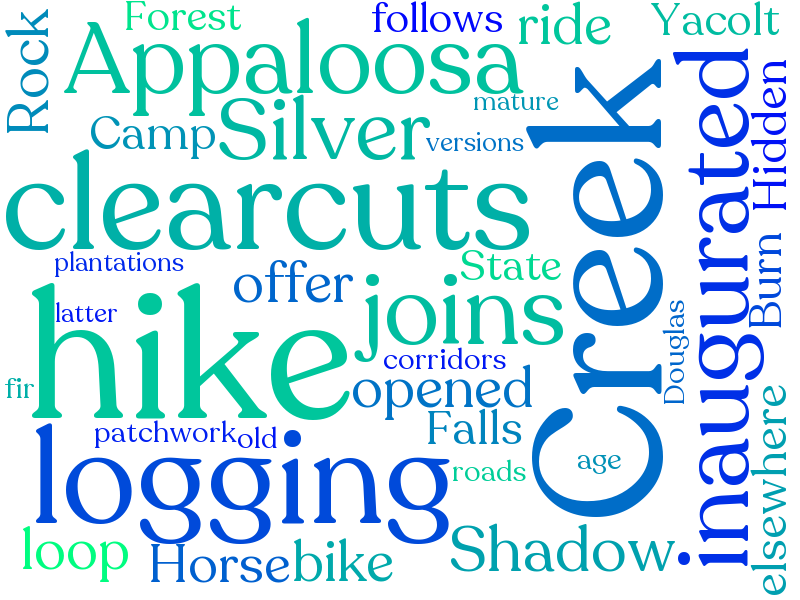 Forest
follows
ride
Yacolt
Rock
Appaloosa
mature
Camp
Silver
versions
Creek
inaugurated
Hidden
clearcuts
plantations
offer
State
Burn
latter
hike
joins
Douglas
corridors
fir
opened
elsewhere
patchwork
old
Falls
logging
roads
age
loop
Horse
bike
Shadow